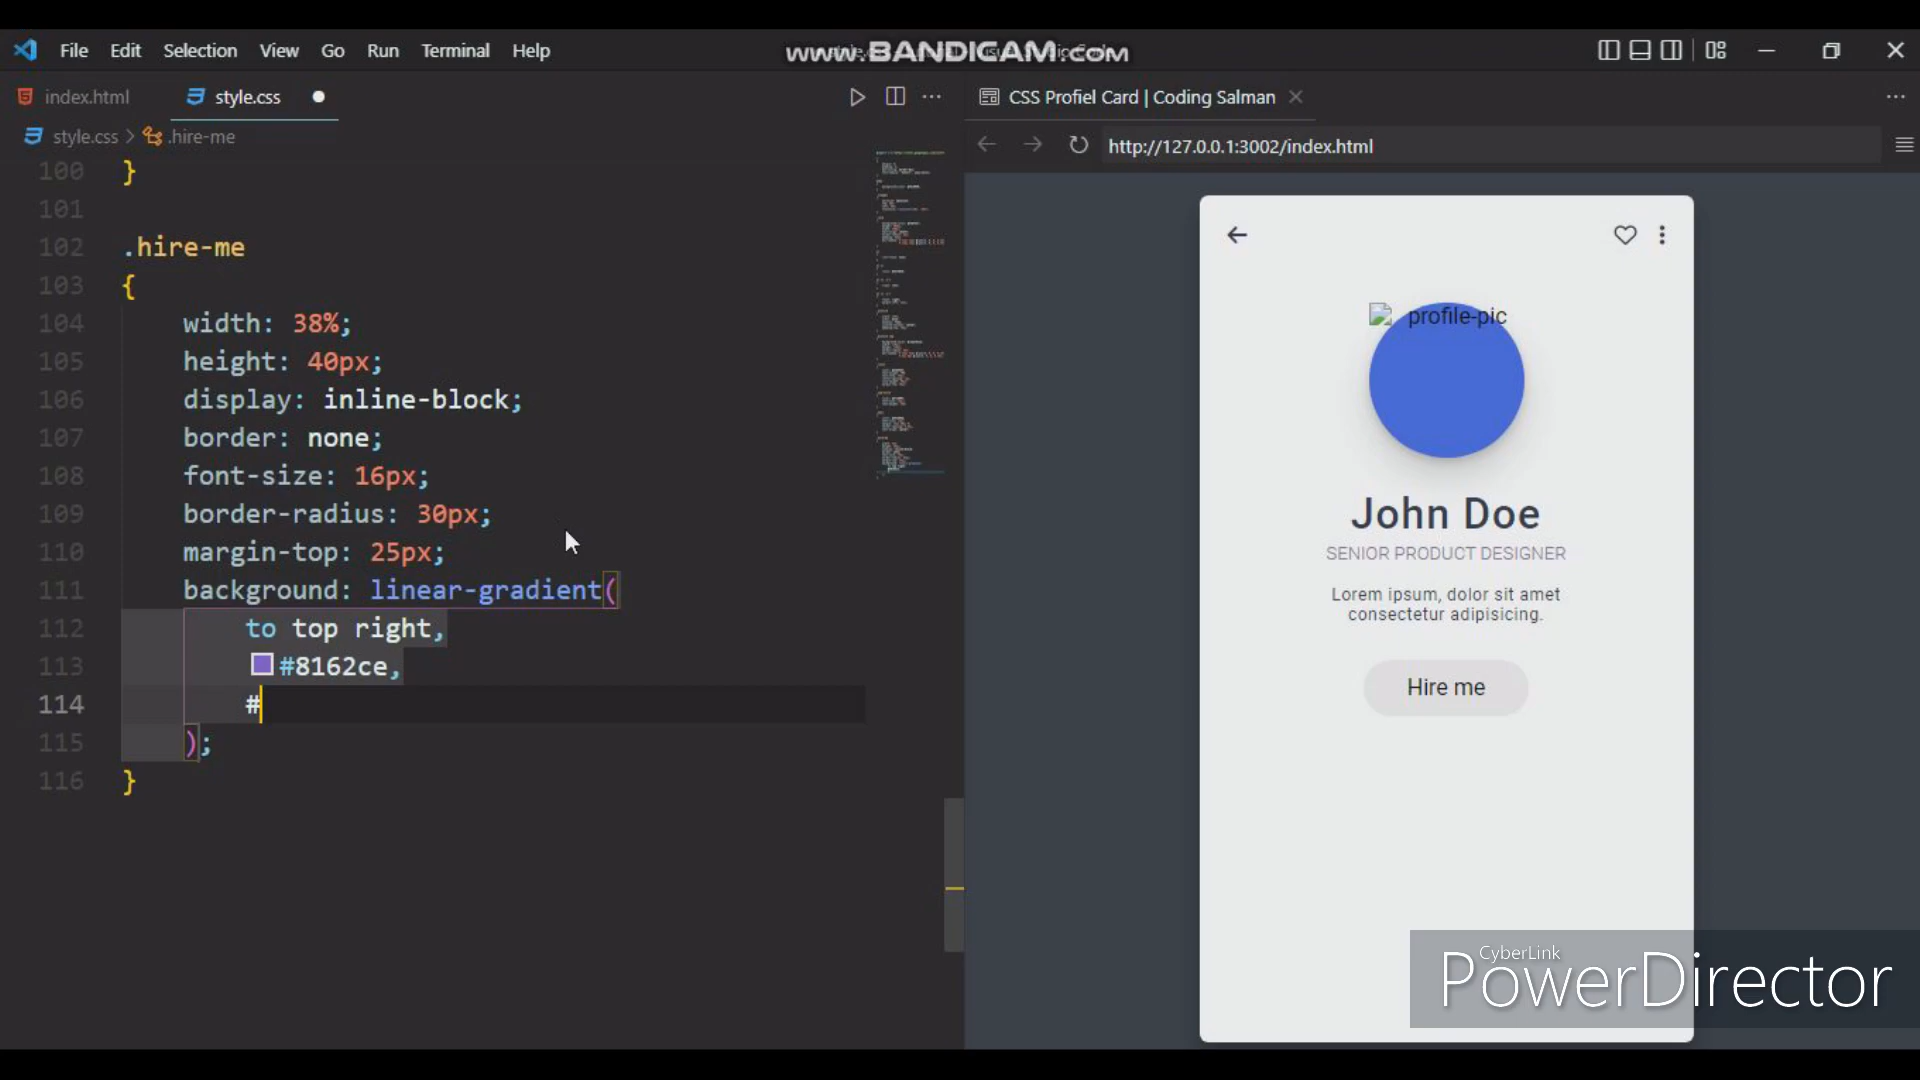 File Edit Selection View Go Run Terminal Help
www.BANDICAM.com
index.html style.css
style.css > .hire-me
100 }
101
102 .hire-me
103 {
104 width: 38%;
105 height: 40px;
106 display: inline-block;
107 border: none;
108 font-size: 16px;
109 border-radius: 30px;
110 margin-top: 25px;
111 background: linear-gradient(
112 to top right,
113 #8162ce,
114 #
115 );
116 }
CSS Profiel Card | Coding Salman
http://127.0.0.1:3002/index.html
profile-pic
John Doe
SENIOR PRODUCT DESIGNER
Lorem ipsum, dolor sit amet
consectetur adipisicing.
Hire me
CyberLink
PowerDirector